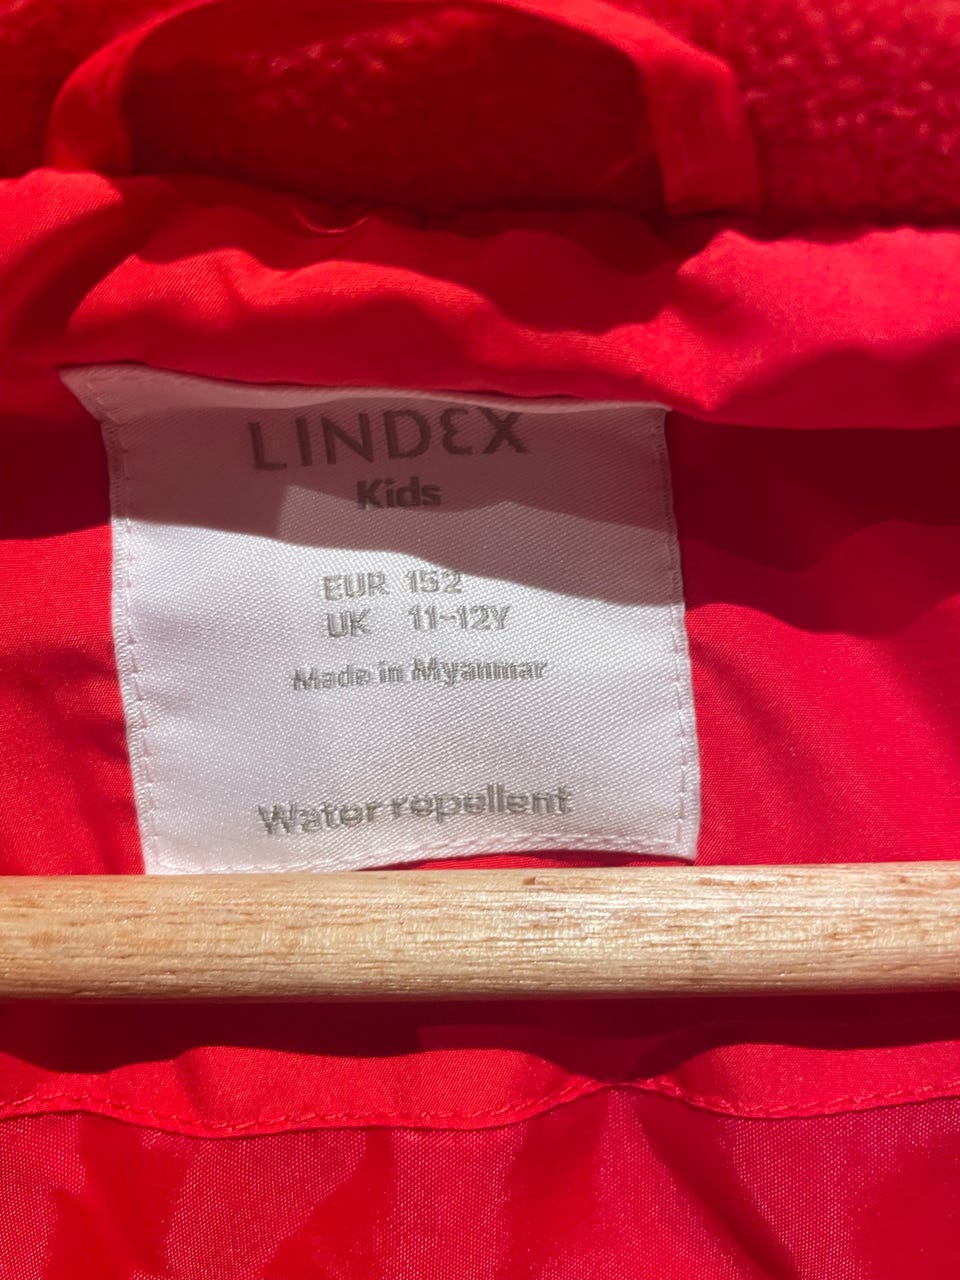 LINDEX
Kids
EUR 152
UK 11-12Y
Made in Myanmar
Water repellent